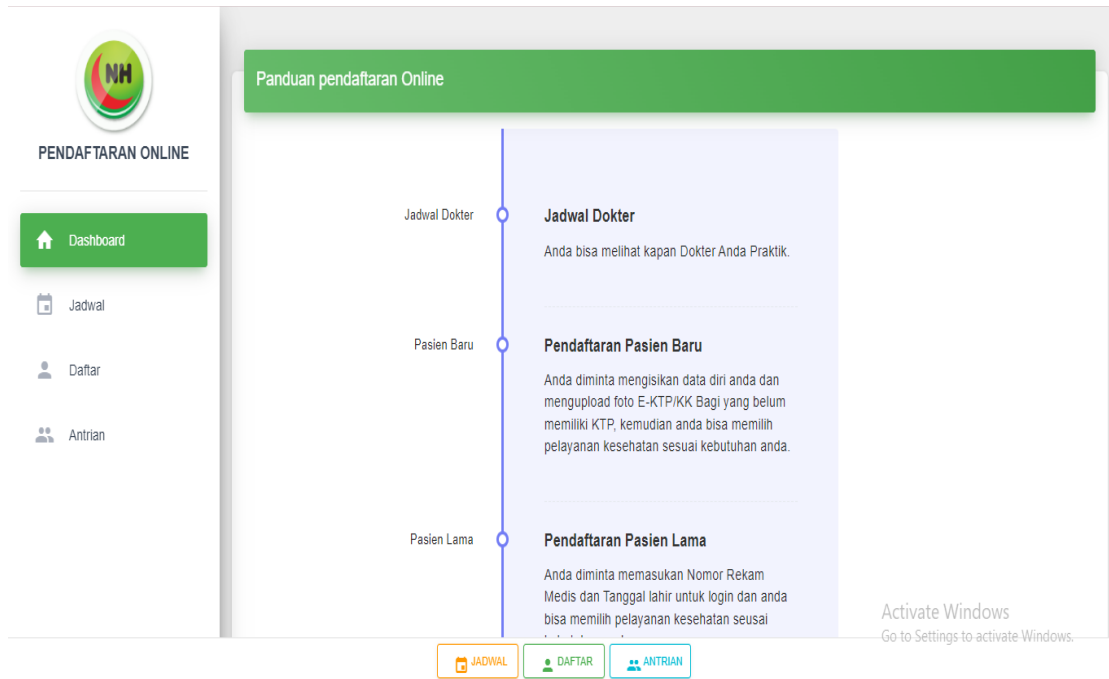 NH
PENDAFTARAN ONLINE
Dashboard
Jadwal
Daftar
Antrian
Panduan pendaftaran Online
Jadwal Dokter
Jadwal Dokter
Anda bisa melihat kapan Dokter Anda Praktik.
Pasien Baru
Pendaftaran Pasien Baru
Anda diminta mengisikan data diri anda dan
mengupload foto E-KTP/KK Bagi yang belum
memiliki KTP, kemudian anda bisa memilih
pelayanan kesehatan sesuai kebutuhan anda.
Pasien Lama
Pendaftaran Pasien Lama
Anda diminta memasukan Nomor Rekam
Medis dan Tanggal lahir untuk login dan anda
bisa memilih pelayanan kesehatan seusai
Activate Windows
Go to Settings to activate Windows.
JADWAL
DAFTAR
ANTRIAN